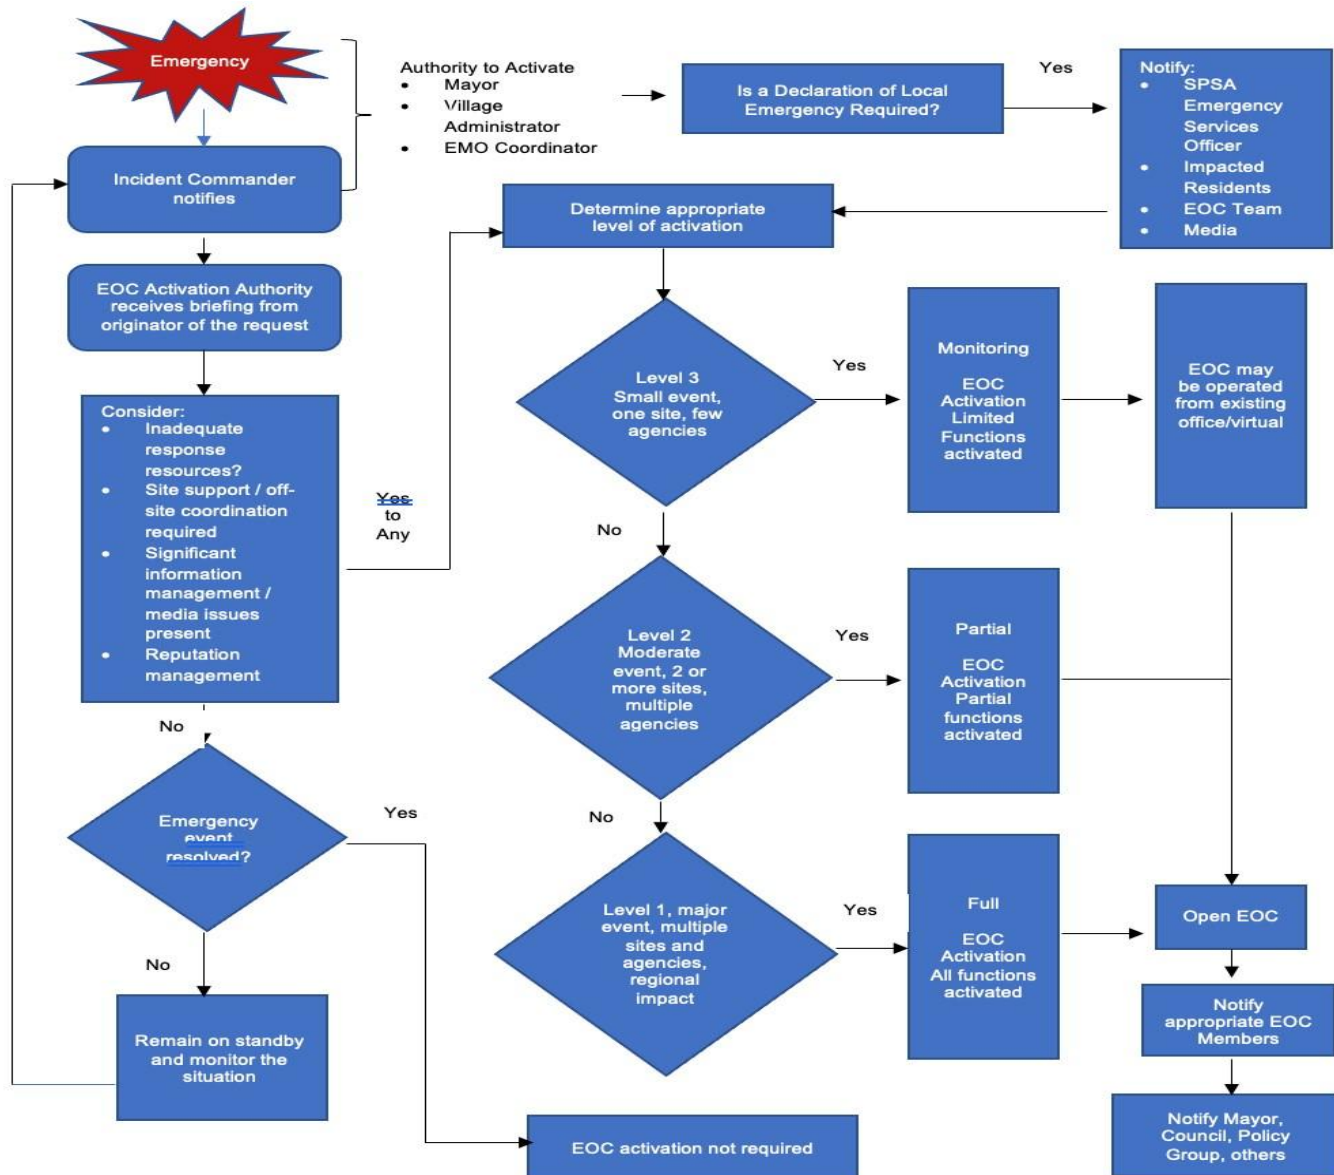 Emergency
Authority to Activate
• Mayor
• Village
Administrator
• EMO Coordinator
Is a Declaration of Local
Emergency Required?
Yes
Notify:
• SPSA
Emergency
Services
Officer
• Impacted
Residents
• EOC Team
• Media
Incident Commander
notifies
Determine appropriate
level of activation
EOC Activation Authority
receives briefing from
originator of the request
Consider:
• Inadequate
response
resources?
• Site support / off-
site coordination
required
• Significant
information
management /
media issues
present
• Reputation
management
Yes
to
Any
Level 3
Small event,
one site, few
agencies
Yes
Monitoring
EOC
Activation
Limited
Functions
activated
EOC may
be operated
from existing
office/virtual
No
Level 2
Moderate
event, 2 or
more sites,
multiple
agencies
Yes
Partial
EOC
Activation
Partial
functions
activated
No
Emergency
event
resolved?
Yes
No
Level 1, major
event, multiple
sites and
agencies,
regional
impact
Yes
Full
EOC
Activation
All functions
activated
Open EOC
No
Remain on standby
and monitor the
situation
Notify
appropriate EOC
Members
EOC activation not required
Notify Mayor,
Council, Policy
Group, others